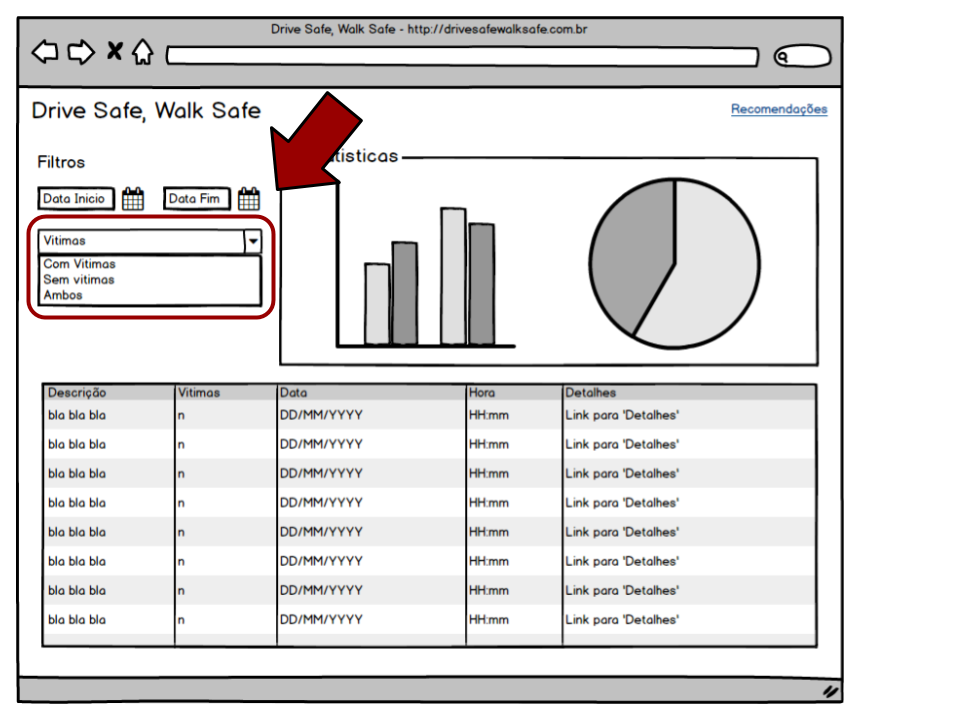 Drive Safe, Walk Safe - http://drivesafewalksafe.com.br
Drive Safe, Walk Safe
Recomendações
Filtros
Data Inicio
Data Fim
Vitimas
Com Vitimas
Sem vitimas
Ambos
Descrição Vitimas Data Hora Detalhes
bla bla bla n DD/MM/YYYY HH:mm Link para 'Detalhes'
bla bla bla n DD/MM/YYYY HH:mm Link para 'Detalhes'
bla bla bla n DD/MM/YYYY HH:mm Link para 'Detalhes'
bla bla bla n DD/MM/YYYY HH:mm Link para 'Detalhes'
bla bla bla n DD/MM/YYYY HH:mm Link para 'Detalhes'
bla bla bla n DD/MM/YYYY HH:mm Link para 'Detalhes'
bla bla bla n DD/MM/YYYY HH:mm Link para 'Detalhes'
bla bla bla n DD/MM/YYYY HH:mm Link para 'Detalhes'